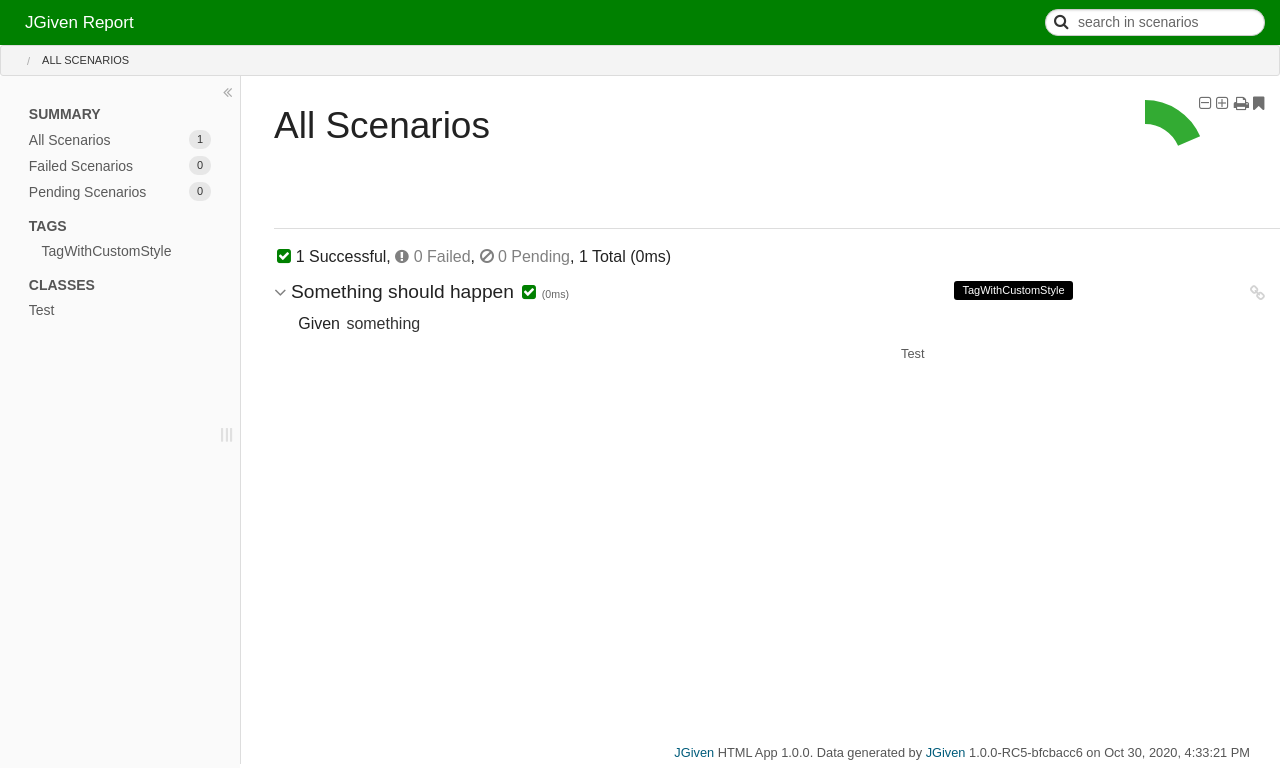 JGiven Report
search in scenarios
/ ALL SCENARIOS
SUMMARY
All Scenarios 1
Failed Scenarios 0
Pending Scenarios 0
TAGS
TagWithCustomStyle
CLASSES
Test
All Scenarios
1 Successful, 0 Failed, 0 Pending, 1 Total (0ms)
Something should happen (0ms) TagWithCustomStyle
Given something
Test
JGiven HTML App 1.0.0. Data generated by JGiven 1.0.0-RC5-bfcbacc6 on Oct 30, 2020, 4:33:21 PM